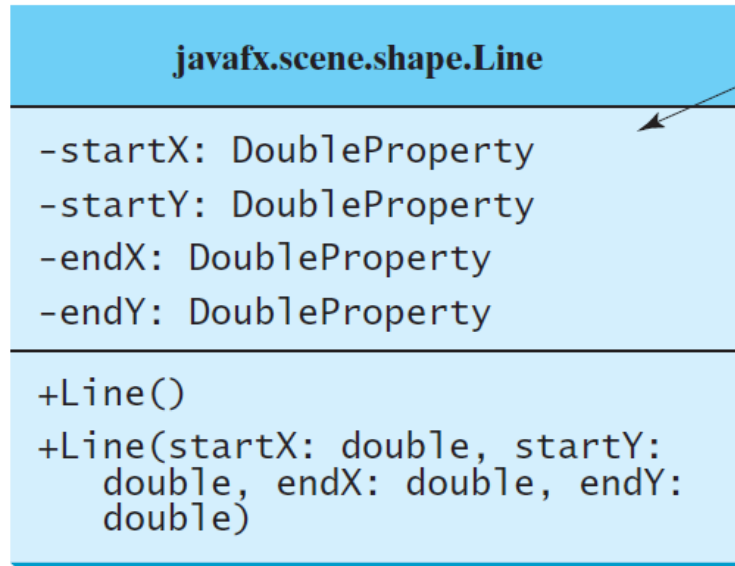 javafx.scene.shape.Line
-startX: DoubleProperty
-startY: DoubleProperty
-endX: DoubleProperty
-endY: DoubleProperty
+Line()
+Line(startX: double, startY:
double, endX: double, endY:
double)